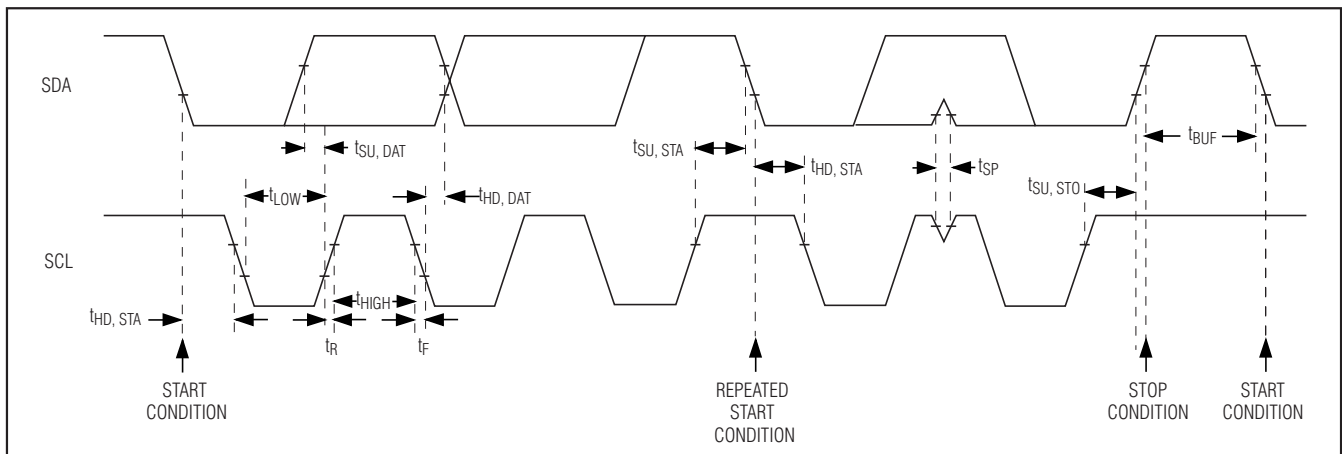 SDA
tSU, DAT
tSU, STA
tHD, STA
tSP
tBUF
tLOW
tHD, DAT
tSU, STO
SCL
tHIGH
tHD, STA
tR
tF
START
CONDITION
REPEATED
START
CONDITION
STOP
CONDITION
START
CONDITION